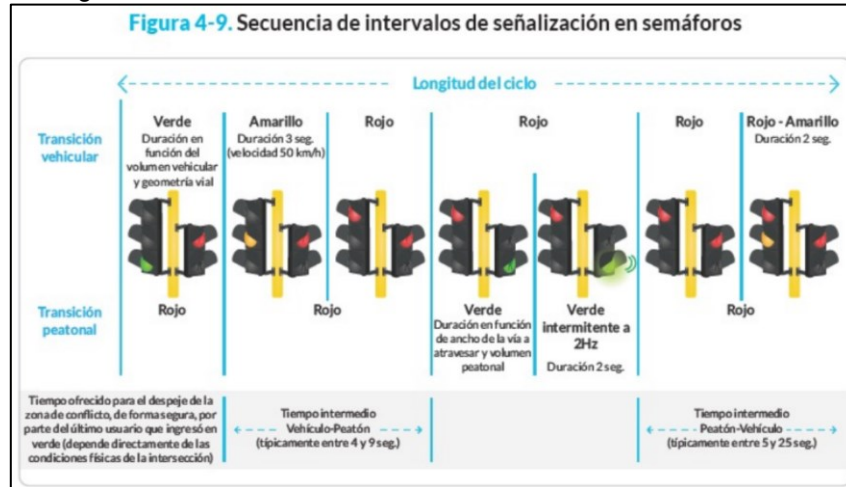 Figura 4-9. Secuencia de intervalos de señalización en semáforos
Longitud del ciclo
Transición
vehicular
Verde
Duración en
función del
volumen vehicular
y geometría vial
Amarillo
Duración 3 seg.
(velocidad 50 km/h)
Rojo
Rojo
Rojo
Rojo - Amarillo
Duración 2 seg.
Transición
peatonal
Rojo
Rojo
Verde
Duración en función
de ancho de la vía a
atravesar y volumen
peatonal
Verde
intermitente a
2Hz
Duración 2 seg.
Rojo
Tiempo ofrecido para el despeje de la
zona de conflicto, de forma segura, por
parte del último usuario que ingresó en
verde (depende directamente de las
condiciones físicas de la intersección)
Tiempo intermedio
Vehículo-Peatón
(típicamente entre 4 y 9 seg.)
Tiempo intermedio
Peatón-Vehículo
(típicamente entre 5 y 25 seg.)